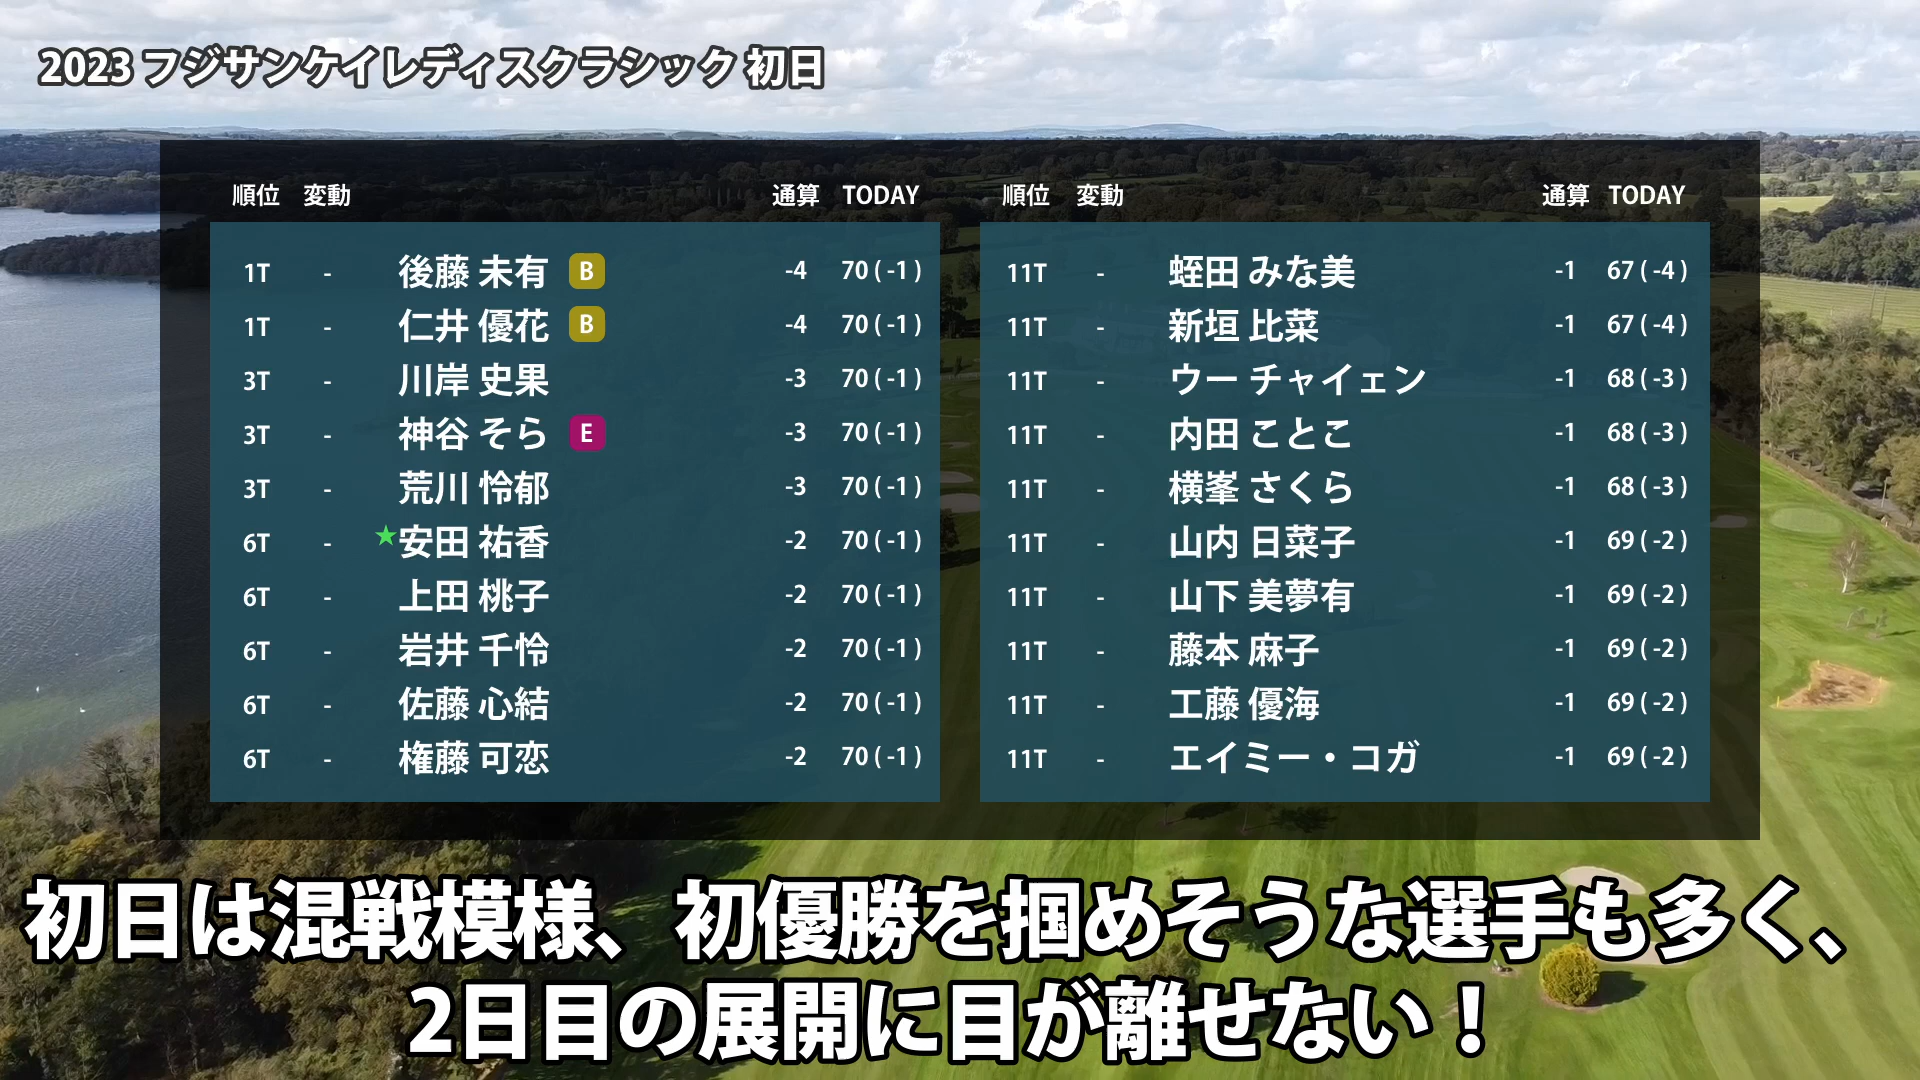 2023 フジサンケイレディスクラシック 初日
順位 変動 通算 TODAY
1T - 後藤 未有 B -4 70 ( -1 )
1T - 仁井 優花 B -4 70 ( -1 )
3T - 川岸 史果 -3 70 ( -1 )
3T - 神谷 そら E -3 70 ( -1 )
3T - 荒川 怜郁 -3 70 ( -1 )
6T - ★安田 祐香 -2 70 ( -1 )
6T - 上田 桃子 -2 70 ( -1 )
6T - 岩井 千怜 -2 70 ( -1 )
6T - 佐藤 心結 -2 70 ( -1 )
6T - 権藤 可恋 -2 70 ( -1 )
順位 変動 通算 TODAY
11T - 蛭田 みな美 -1 67 ( -4 )
11T - 新垣 比菜 -1 67 ( -4 )
11T - ウー チャイェン -1 68 ( -3 )
11T - 内田 ことこ -1 68 ( -3 )
11T - 横峯 さくら -1 68 ( -3 )
11T - 山内 日菜子 -1 69 ( -2 )
11T - 山下 美夢有 -1 69 ( -2 )
11T - 藤本 麻子 -1 69 ( -2 )
11T - 工藤 優海 -1 69 ( -2 )
11T - エイミー・コガ -1 69 ( -2 )
初日は混戦模様、初優勝を掴めそうな選手も多く、
2日目の展開に目が離せない！